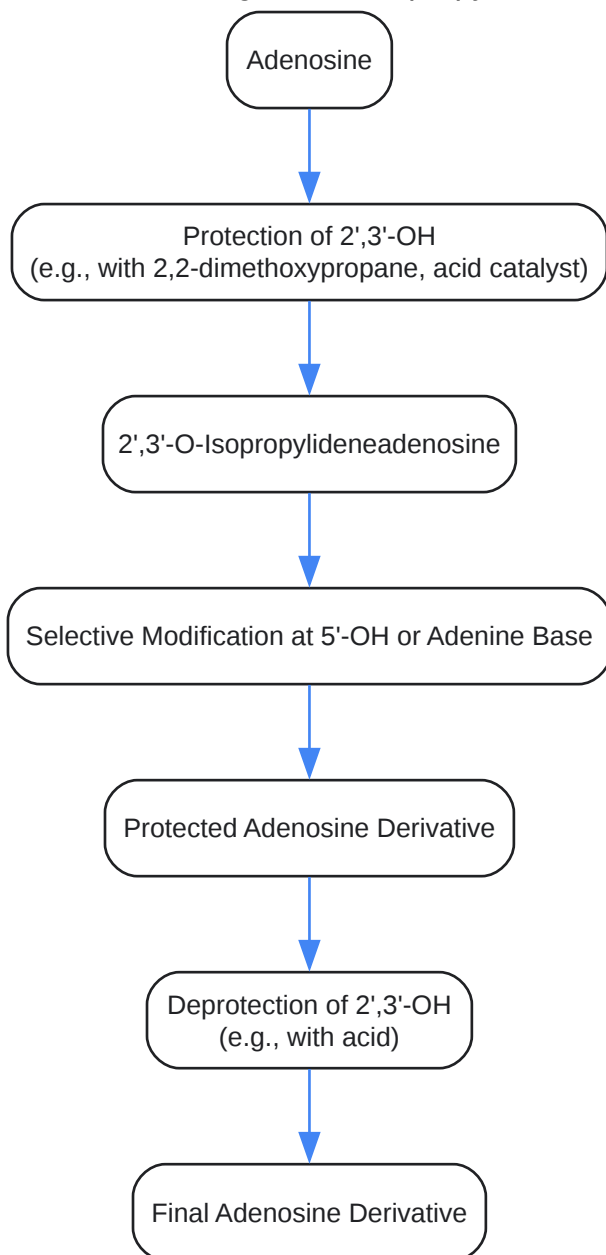 Adenosine
Protection of 2',3'-OH
(e.g., with 2,2-dimethoxypropane, acid catalyst)
2',3'-O-Isopropylideneadenosine
Selective Modification at 5'-OH or Adenine Base
Protected Adenosine Derivative
Deprotection of 2',3'-OH
(e.g., with acid)
Final Adenosine Derivative